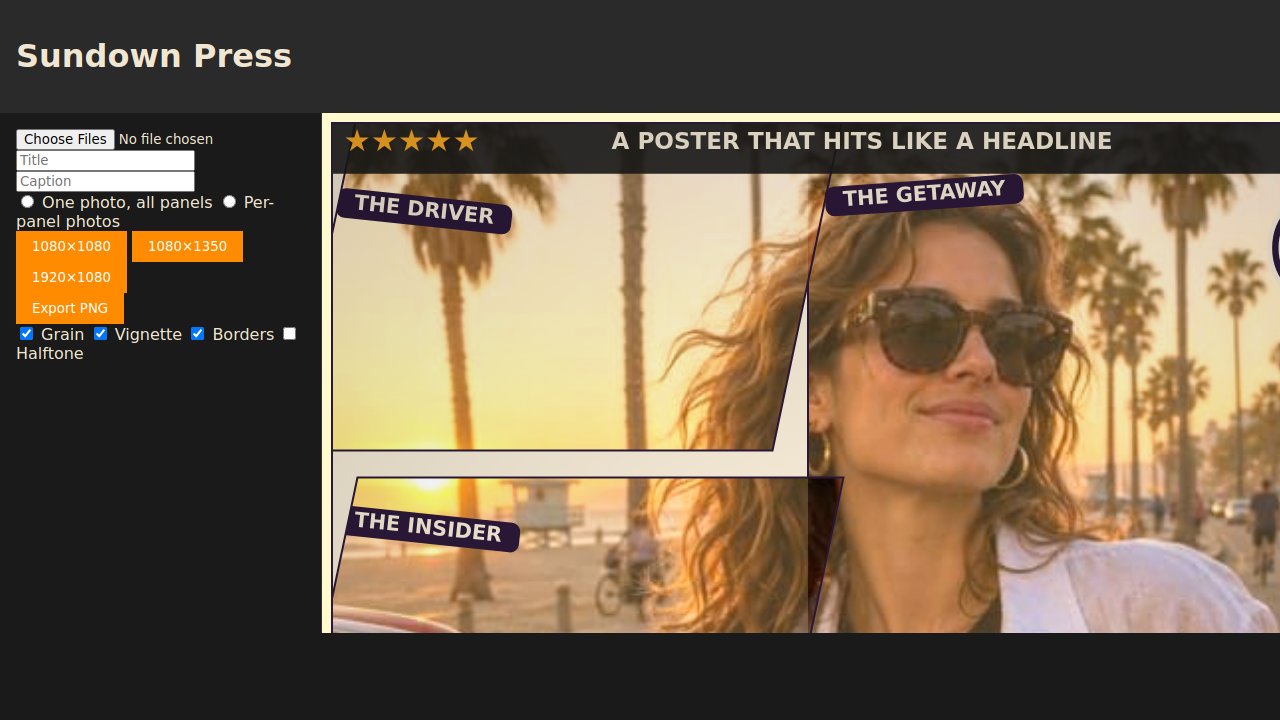 Sundown Press
Choose Files No file chosen
Title
Caption
One photo, all panels Per-
panel photos
1080×1080 1080×1350
1920×1080
Export PNG
Grain Vignette Borders
Halftone
★★★★★ A POSTER THAT HITS LIKE A HEADLINE
THE DRIVER
THE GETAWAY
THE INSIDER